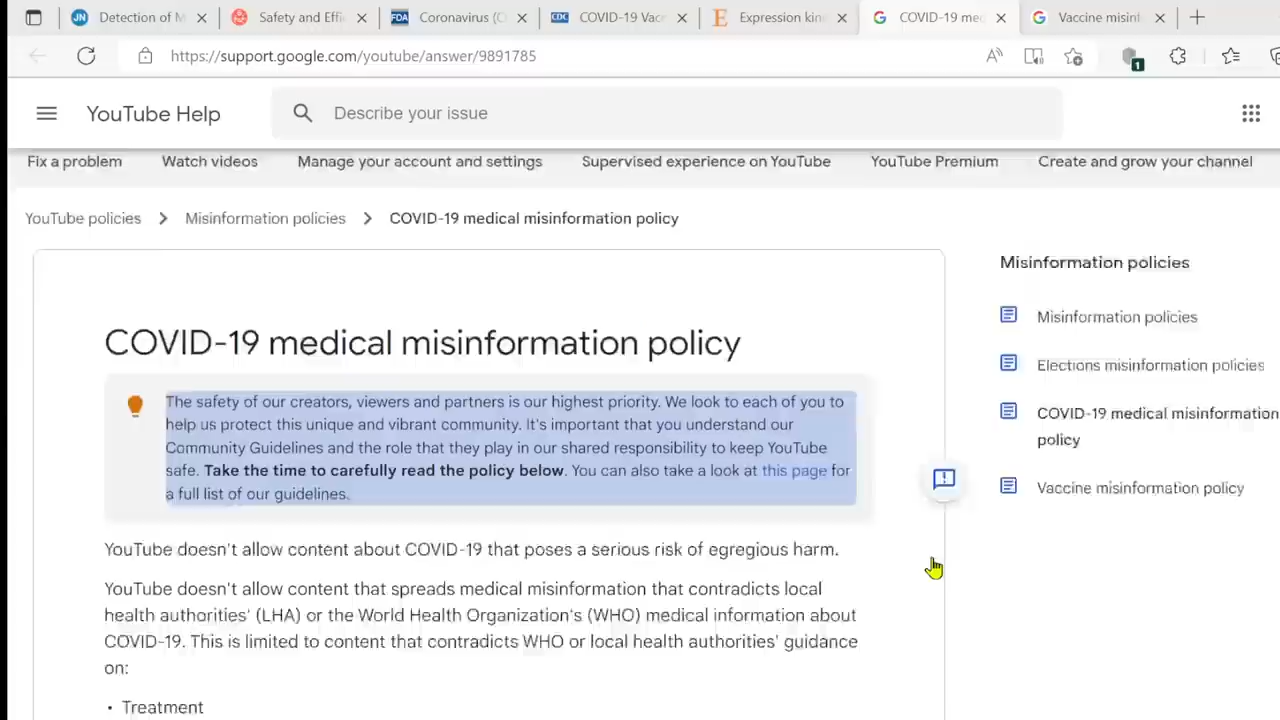 JN Detection of M
Safety and Effi
FDA Coronavirus (C
CDC COVID-19 Vacc
E Expression kin
G COVID-19 med
G Vaccine misinf
https://support.google.com/youtube/answer/9891785
A
1
YouTube Help
Describe your issue
Fix a problem
Watch videos
Manage your account and settings
Supervised experience on YouTube
YouTube Premium
Create and grow your channel
YouTube policies > Misinformation policies > COVID-19 medical misinformation policy
COVID-19 medical misinformation policy
The safety of our creators, viewers and partners is our highest priority. We look to each of you to
help us protect this unique and vibrant community. It's important that you understand our
Community Guidelines and the role that they play in our shared responsibility to keep YouTube
safe. Take the time to carefully read the policy below. You can also take a look at this page for
a full list of our guidelines.
YouTube doesn't allow content about COVID-19 that poses a serious risk of egregious harm.
YouTube doesn't allow content that spreads medical misinformation that contradicts local
health authorities' (LHA) or the World Health Organization's (WHO) medical information about
COVID-19. This is limited to content that contradicts WHO or local health authorities' guidance
on:
• Treatment
Misinformation policies
Misinformation policies
Elections misinformation policies
COVID-19 medical misinformation
policy
Vaccine misinformation policy